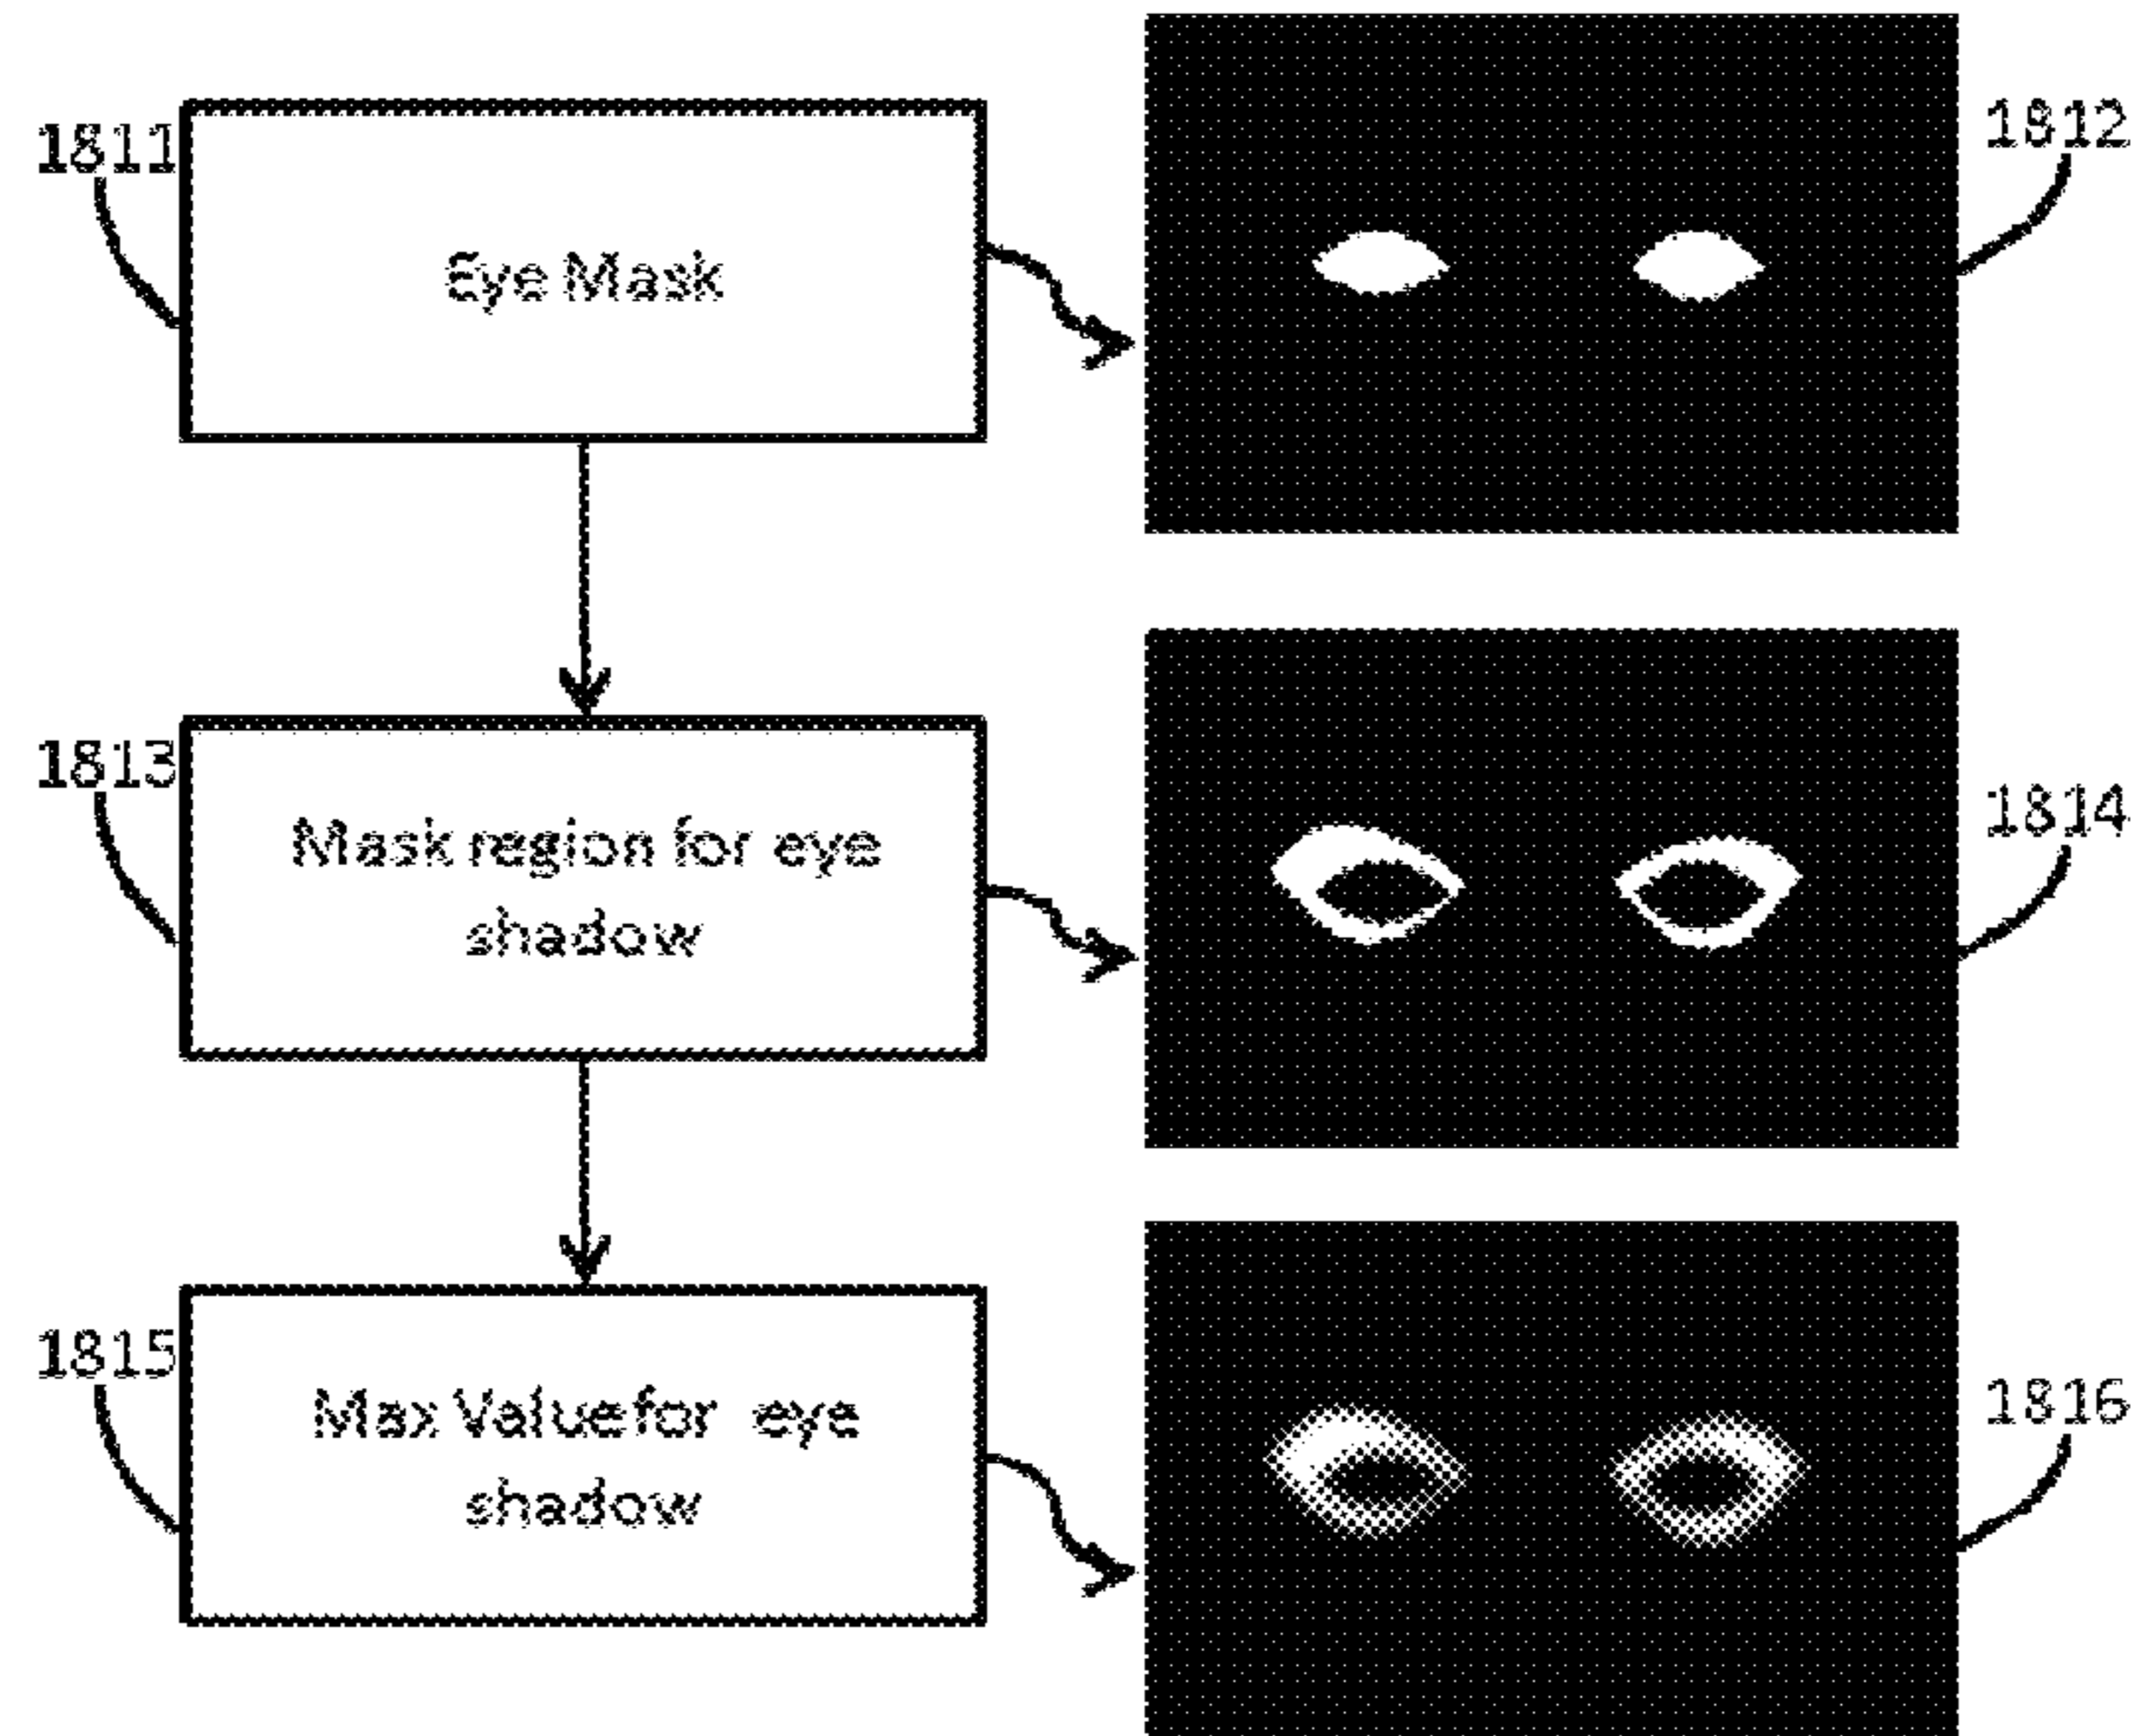 1811
Eye Mask
1812
1813
Mask region for eye
shadow
1814
1815
Max Value for eye
shadow
1816